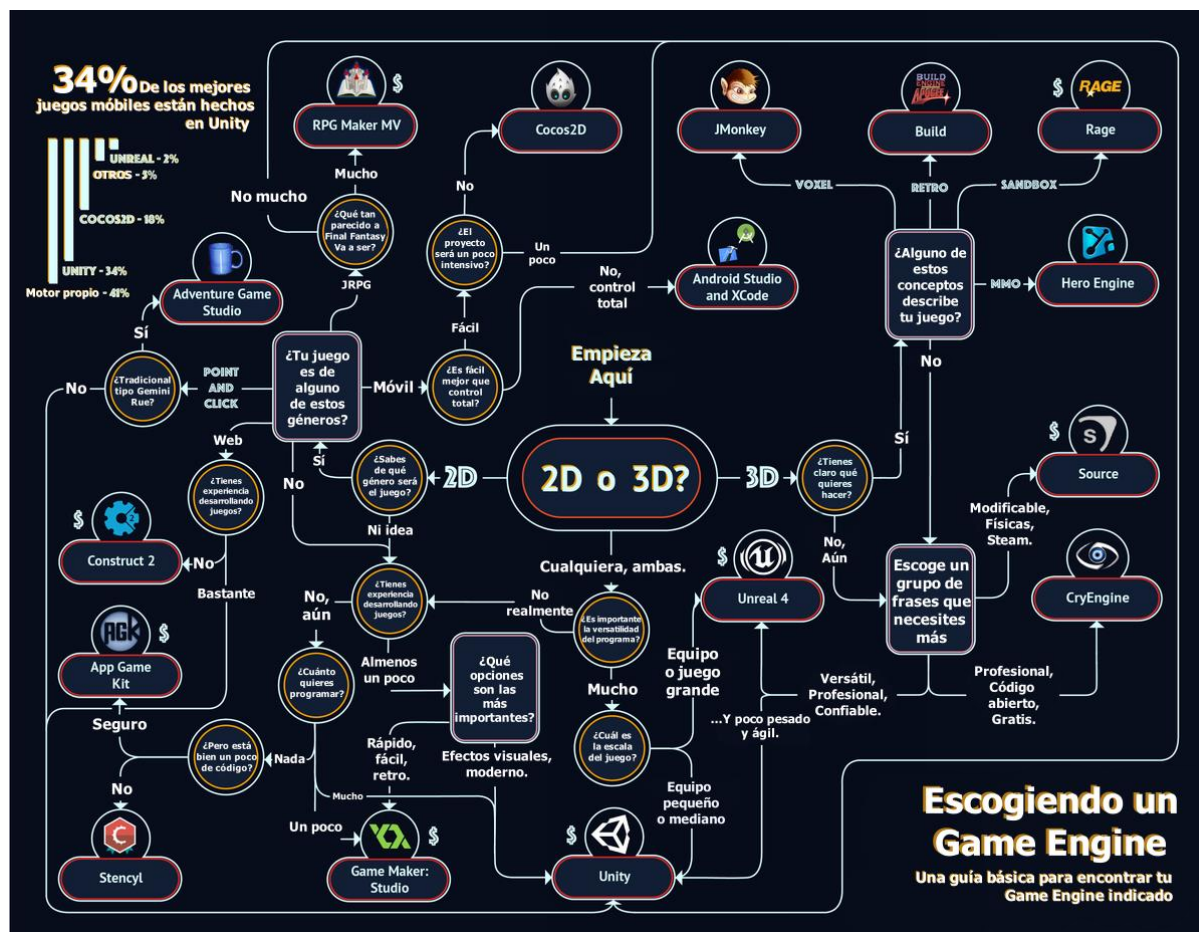 34% De los mejores
juegos móbiles están hechos
en Unity
UNREAL - 2%
OTROS - 5%
COCOS2D - 18%
UNITY - 34%
Motor propio - 41%
$
RPG Maker MV
Mucho
No mucho
¿Qué tan
parecido a
Final Fantasy
Va a ser?
JRPG
Cocos2D
No
¿El
proyecto
será un poco
intensivo?
Un
poco
Fácil
JMonkey
VOXEL
BUILD
ENGINE
Build
RETRO
$
RAGE
Rage
SANDBOX
¿Alguno de
estos
conceptos
describe
tu juego?
MMO
Hero Engine
No
Sí
No,
control
total
Android Studio
and XCode
Adventure Game
Studio
Sí
No
¿Tradicional
tipo Gemini
Rue?
POINT
AND
CLICK
¿Tu juego
es de
alguno
de estos
géneros?
Móvil
¿Es fácil
mejor que
control
total?
Empieza
Aquí
2D o 3D?
2D
3D
¿Sabes
de qué
género será
el juego?
Sí
No
Ni idea
Web
¿Tienes
experiencia
desarrollando
juegos?
$
2
Construct 2
No
Bastante
AGK
$
App Game
Kit
Seguro
¿Pero está
bien un poco
de código?
Nada
No
C
Stencyl
No,
aún
¿Tienes
experiencia
desarrollando
juegos?
¿Cuánto
quieres
programar?
Almenos
un poco
¿Qué
opciones
son las
más
importantes?
Rápido,
fácil,
retro.
Efectos visuales,
moderno.
Mucho
Un poco
$
Game Maker:
Studio
Cualquiera, ambas.
No
realmente
¿Es importante
la versatilidad
del programa?
Mucho
¿Cuál es
la escala
del juego?
Equipo
o juego
grande
Equipo
pequeño
o mediano
$
Unity
$
Unreal 4
...Y poco pesado
y ágil.
Versátil,
Profesional,
Confiable.
¿Tienes
claro qué
quieres
hacer?
No,
Aún
Escoge un
grupo de
frases que
necesites
más
Modificable,
Físicas,
Steam.
$
S
Source
CryEngine
Profesional,
Código
abierto,
Gratis.
Escogiendo un
Game Engine
Una guía básica para encontrar tu
Game Engine indicado